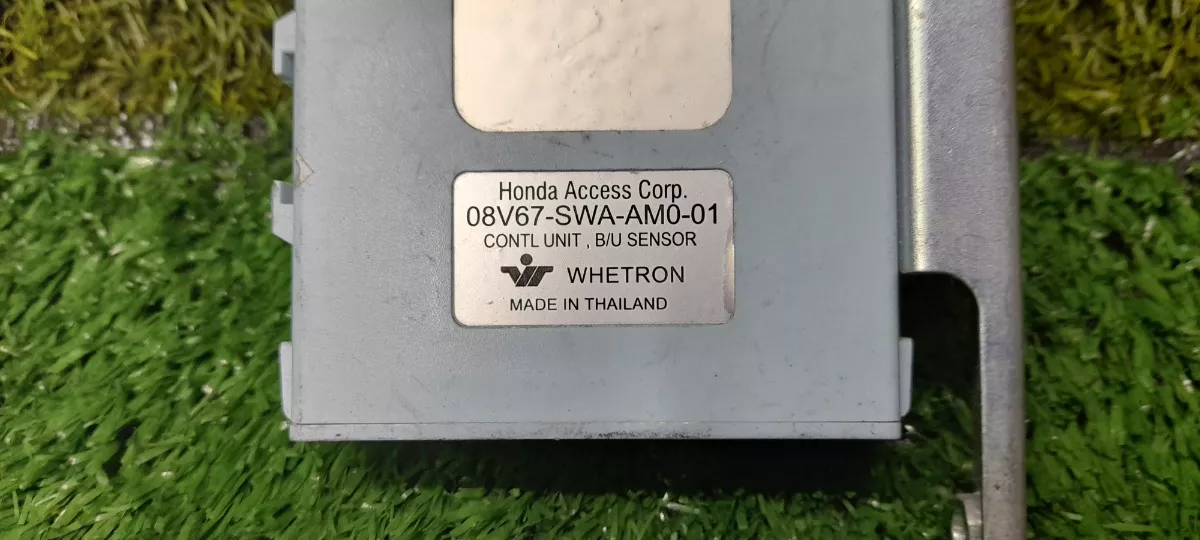 Honda Access Corp.
08V67-SWA-AM0-01
CONTL UNIT , B/U SENSOR
WHETRON
MADE IN THAILAND